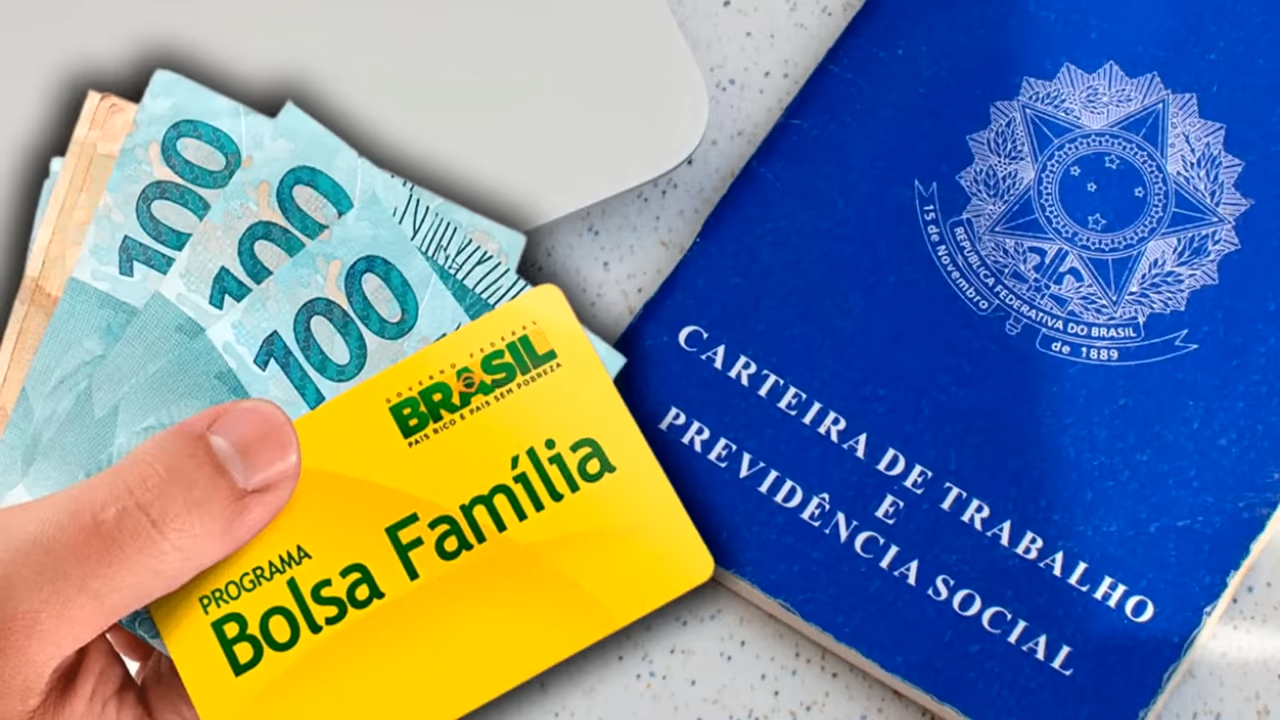 100
100
100
GOVERNO FEDERAL
BRASIL
PAÍS RICO É PAÍS SEM POBREZA
PROGRAMA
Bolsa Família
15 de Novembro
REPÚBLICA FEDERATIVA DO BRASIL
de 1889
CARTEIRA DE TRABALHO
E
PREVIDÊNCIA SOCIAL